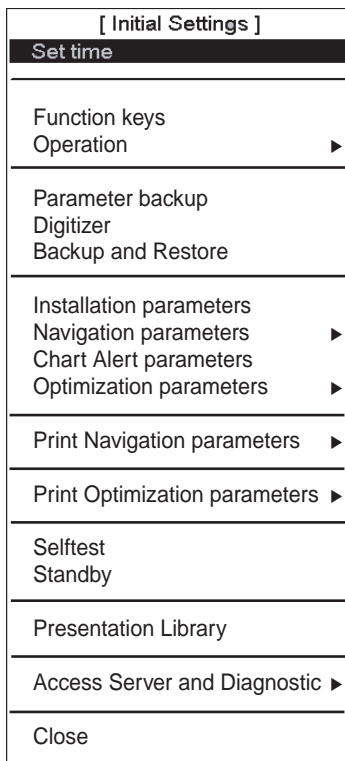 [ Initial Settings ]
Set time
Function keys
Operation ▶
Parameter backup
Digitizer
Backup and Restore
Installation parameters
Navigation parameters ▶
Chart Alert parameters
Optimization parameters ▶
Print Navigation parameters ▶
Print Optimization parameters ▶
Selftest
Standby
Presentation Library
Access Server and Diagnostic ▶
Close